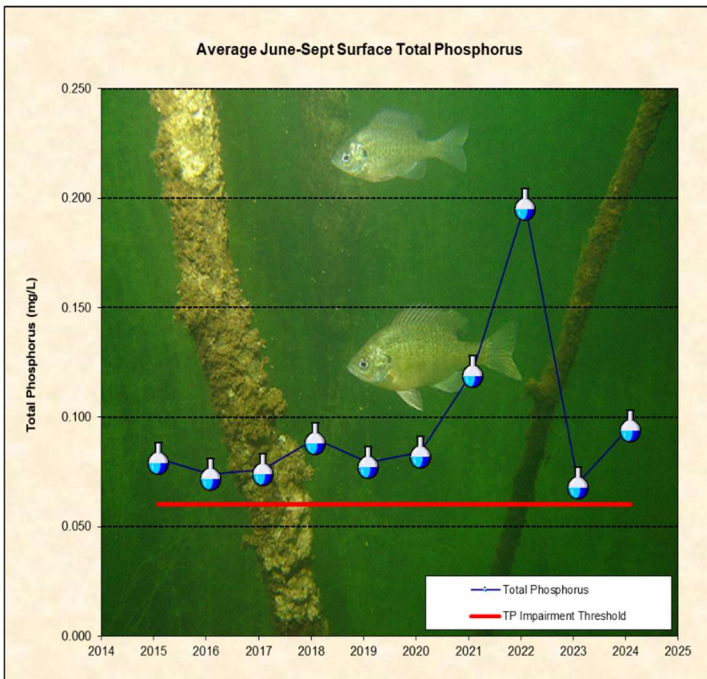 Average June-Sept Surface Total Phosphorus
Total Phosphorus (mg/L)
0.250
0.200
0.150
0.100
0.050
0.000
2014 2015 2016 2017 2018 2019 2020 2021 2022 2023 2024 2025
Total Phosphorus
TP Impairment Threshold